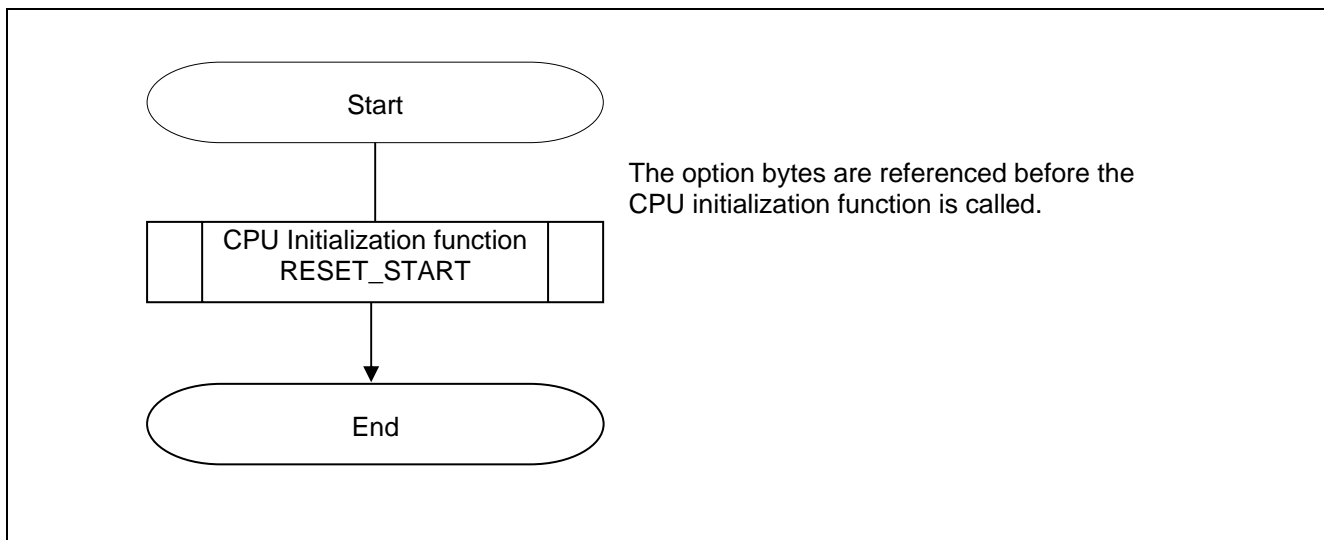 Start
The option bytes are referenced before the
CPU initialization function is called.
CPU Initialization function
RESET_START
End